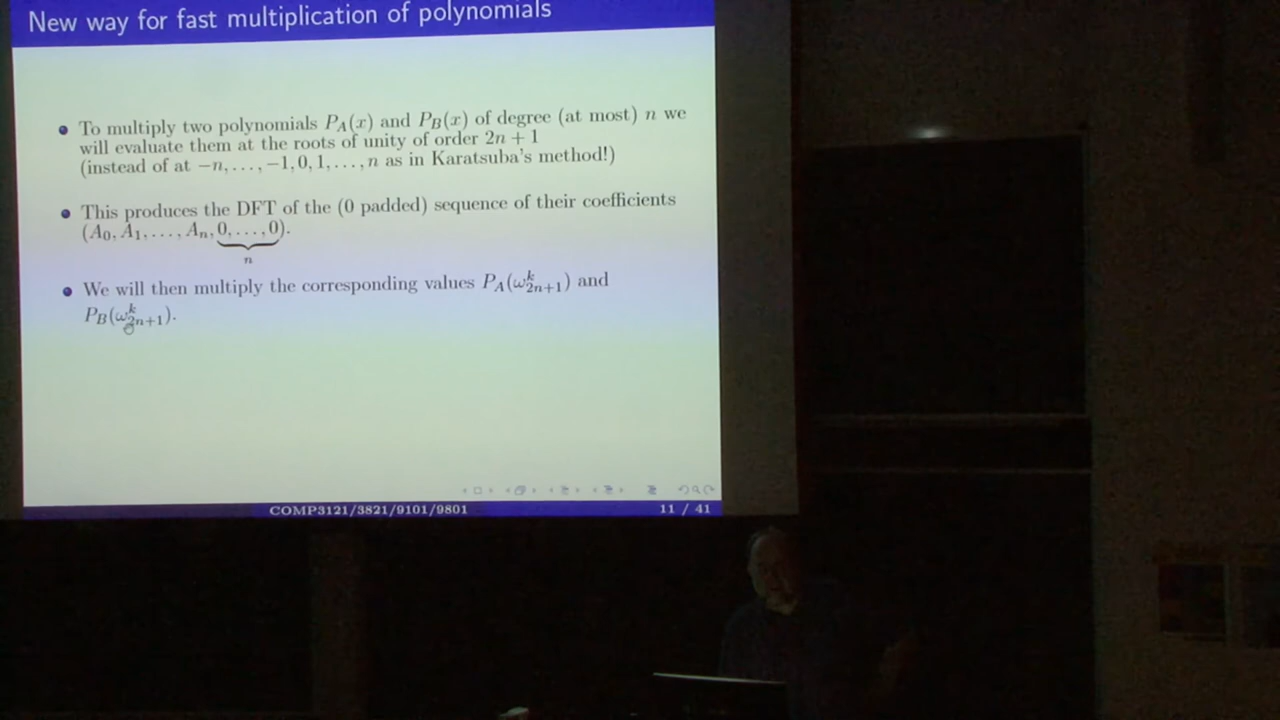 New way for fast multiplication of polynomials
To multiply two polynomials P_A(x) and P_B(x) of degree (at most) n we
will evaluate them at the roots of unity of order 2n + 1
(instead of at −n, . . . , −1, 0, 1, . . . , n as in Karatsuba's method!)
This produces the DFT of the (0 padded) sequence of their coefficients
(A_0, A_1, . . . , A_n, 0, . . . , 0).
n
We will then multiply the corresponding values P_A(ω^k_{2n+1}) and
P_B(ω^k_{2n+1}).
COMP3121/3821/9101/9801 11 / 41